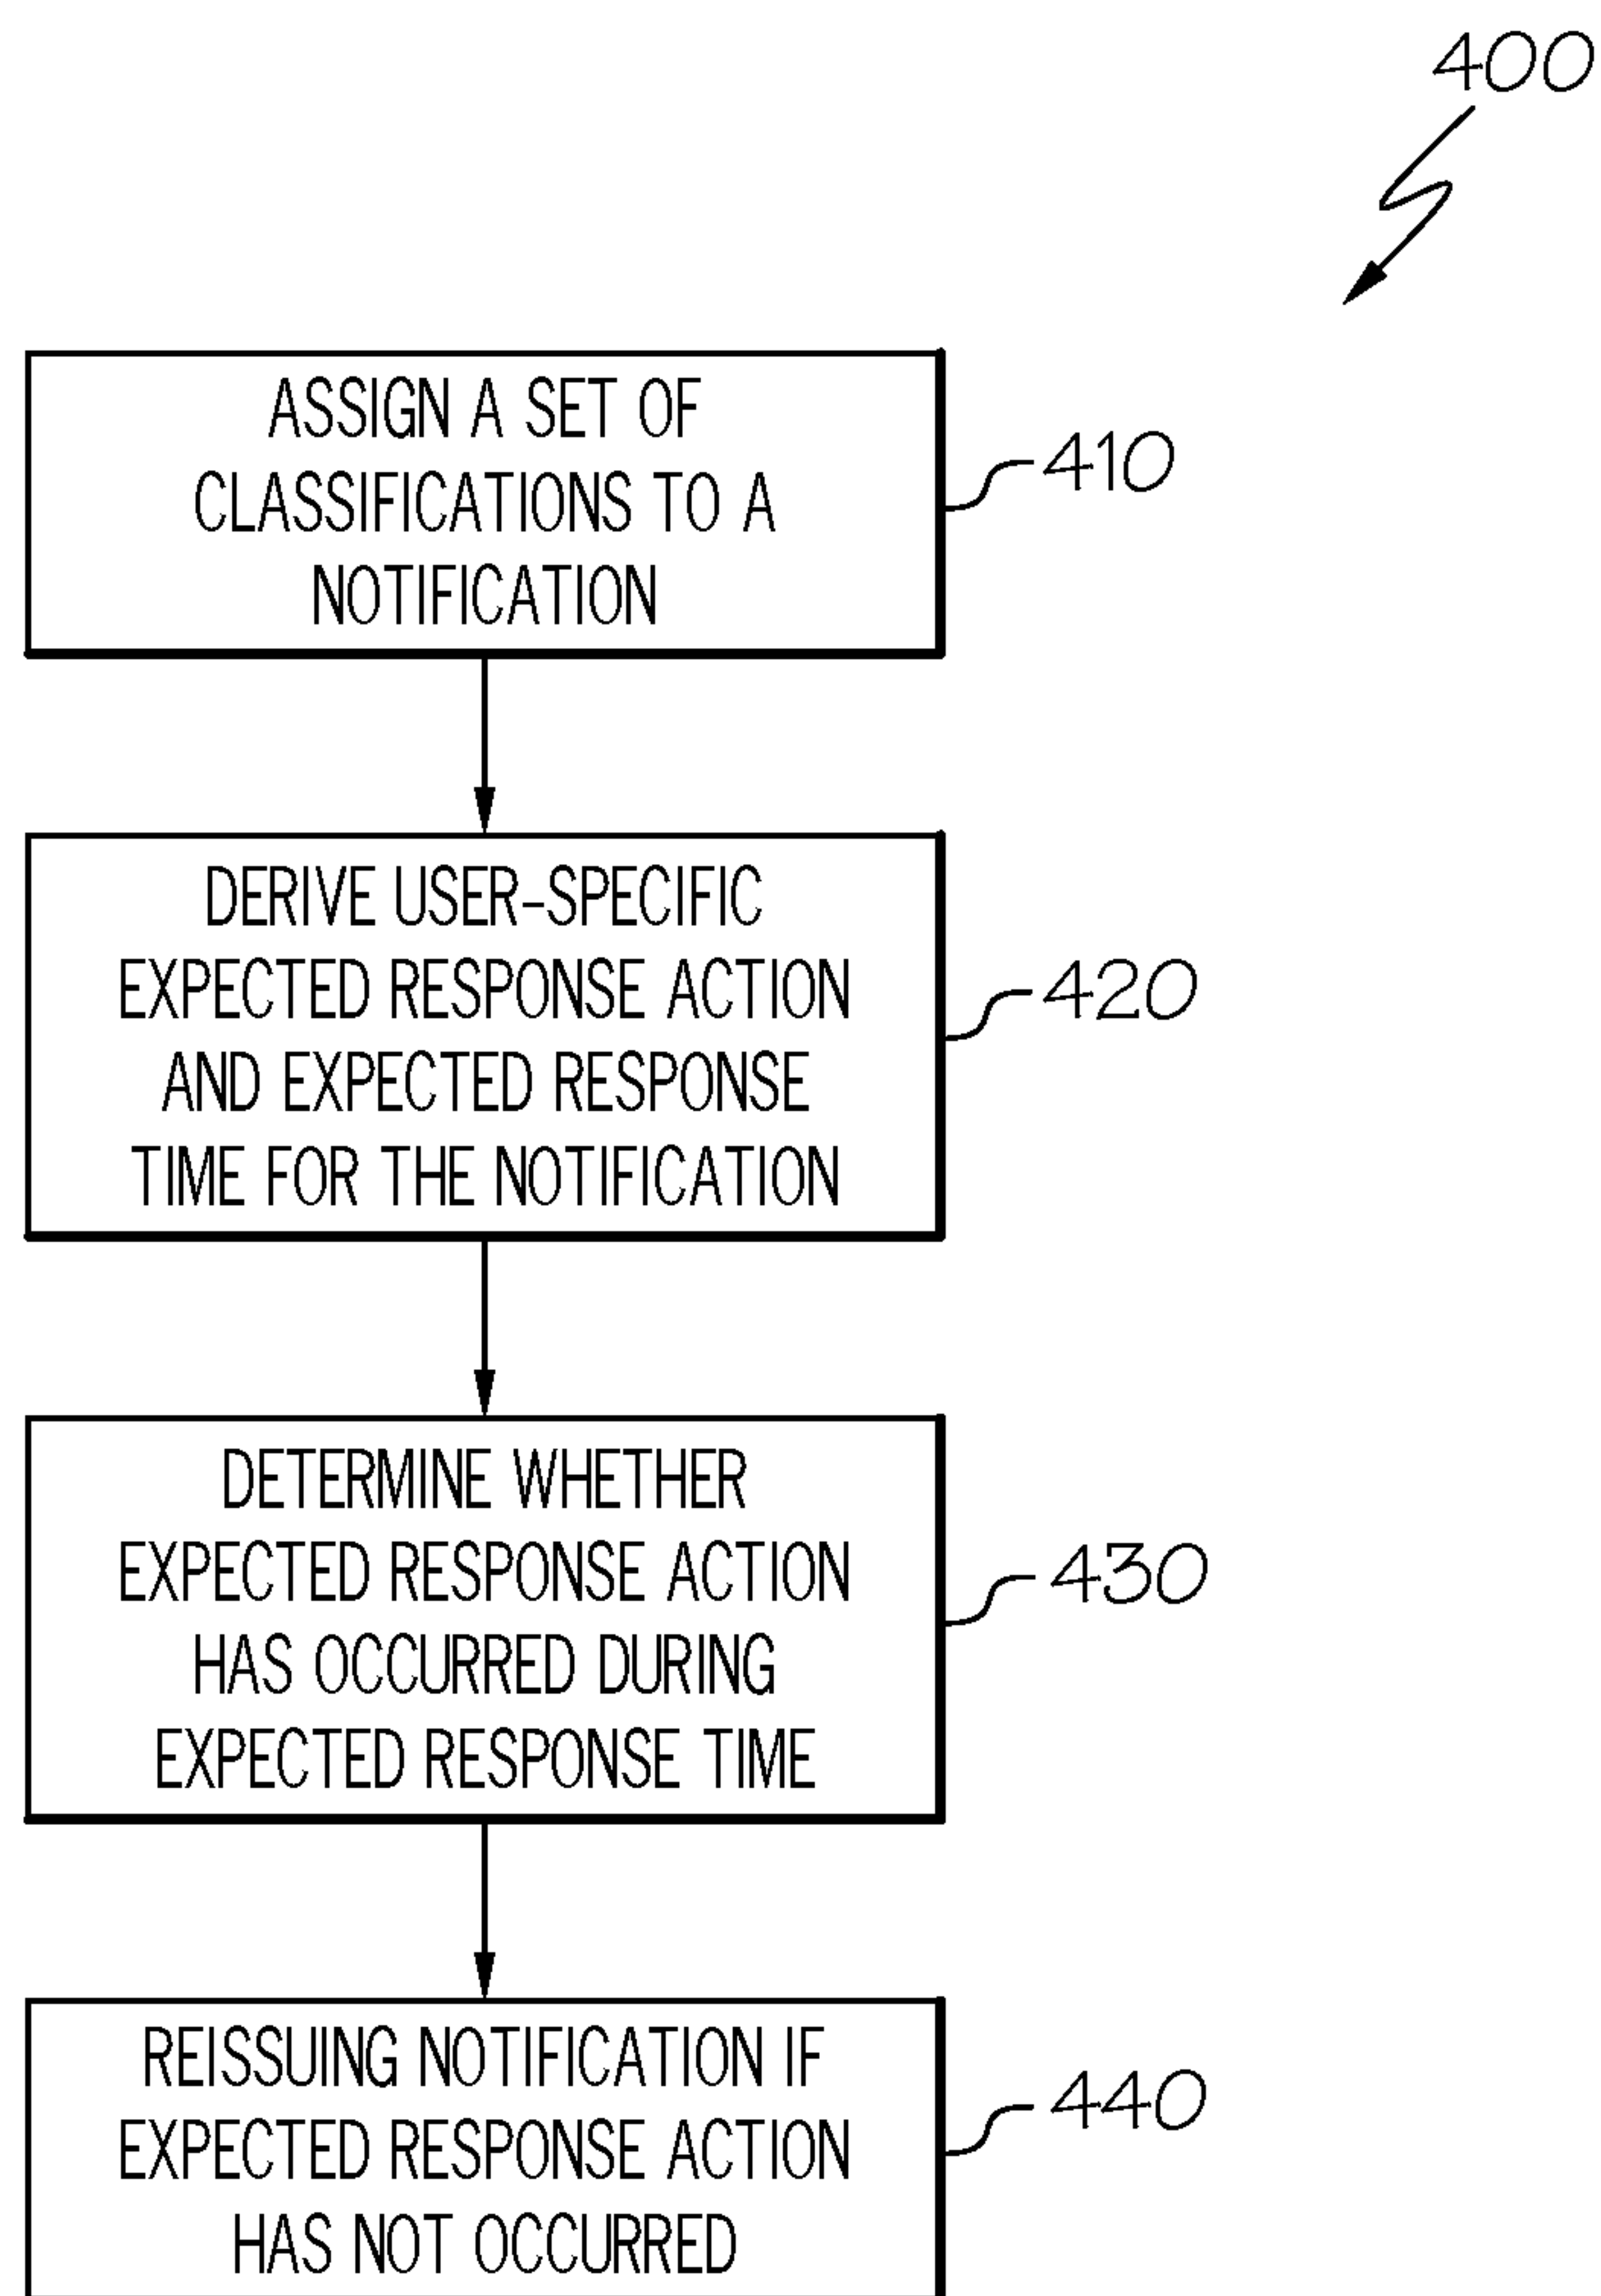 400
ASSIGN A SET OF
CLASSIFICATIONS TO A
NOTIFICATION
410
DERIVE USER-SPECIFIC
EXPECTED RESPONSE ACTION
AND EXPECTED RESPONSE
TIME FOR THE NOTIFICATION
420
DETERMINE WHETHER
EXPECTED RESPONSE ACTION
HAS OCCURRED DURING
EXPECTED RESPONSE TIME
430
REISSUING NOTIFICATION IF
EXPECTED RESPONSE ACTION
HAS NOT OCCURRED
440